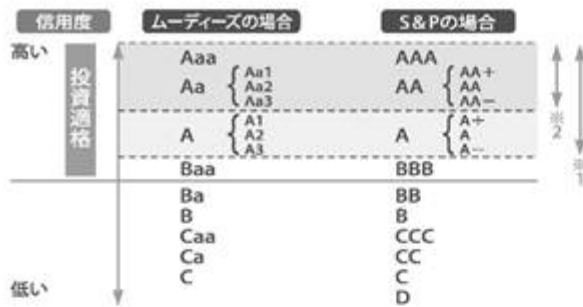 信用度 ムーディーズの場合 S&Pの場合
高い
投資適格
Aaa AAA
Aa Aa1 Aa2 Aa3 AA AA+ AA AA−
A A1 A2 A3 A A+ A A−
Baa BBB
Ba BB
B B
Caa CCC
Ca CC
C C
低い D
※2
※1